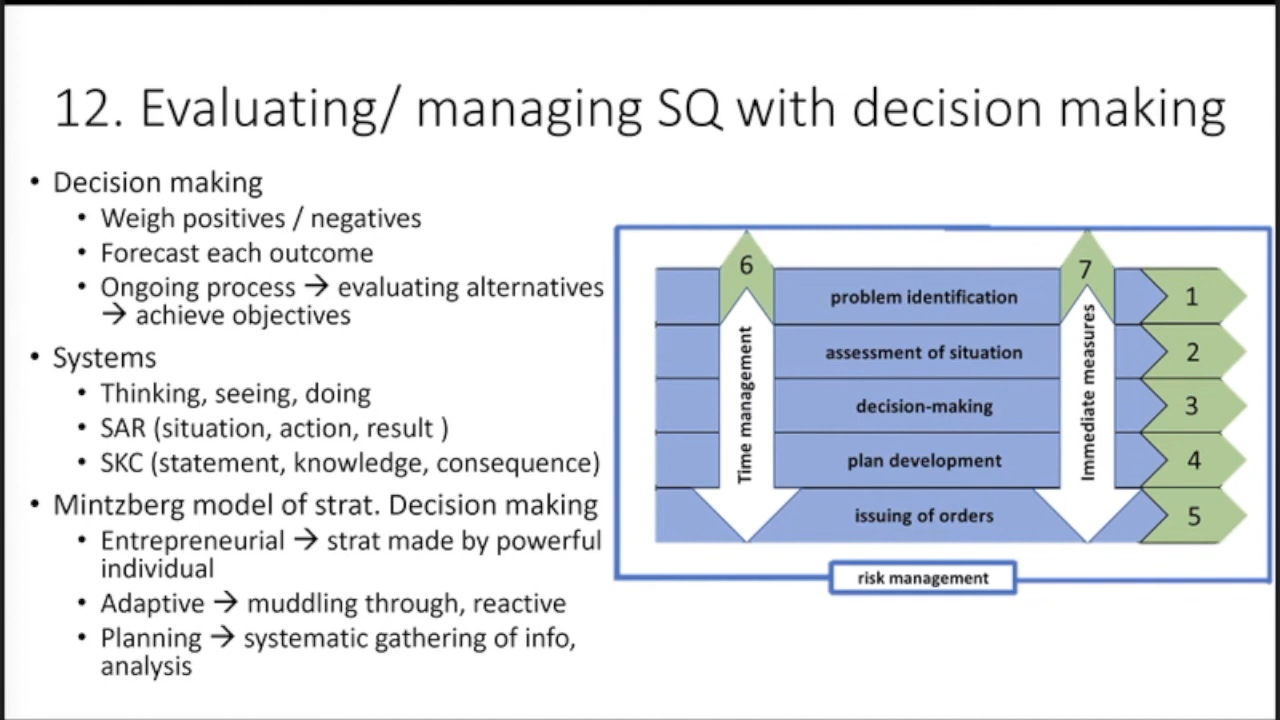 12. Evaluating/ managing SQ with decision making
• Decision making
• Weigh positives / negatives
• Forecast each outcome
• Ongoing process → evaluating alternatives
→ achieve objectives
• Systems
• Thinking, seeing, doing
• SAR (situation, action, result )
• SKC (statement, knowledge, consequence)
• Mintzberg model of strat. Decision making
• Entrepreneurial → strat made by powerful
individual
• Adaptive → muddling through, reactive
• Planning → systematic gathering of info,
analysis
6
7
Time management
Immediate measures
problem identification
1
assessment of situation
2
decision-making
3
plan development
4
issuing of orders
5
risk management